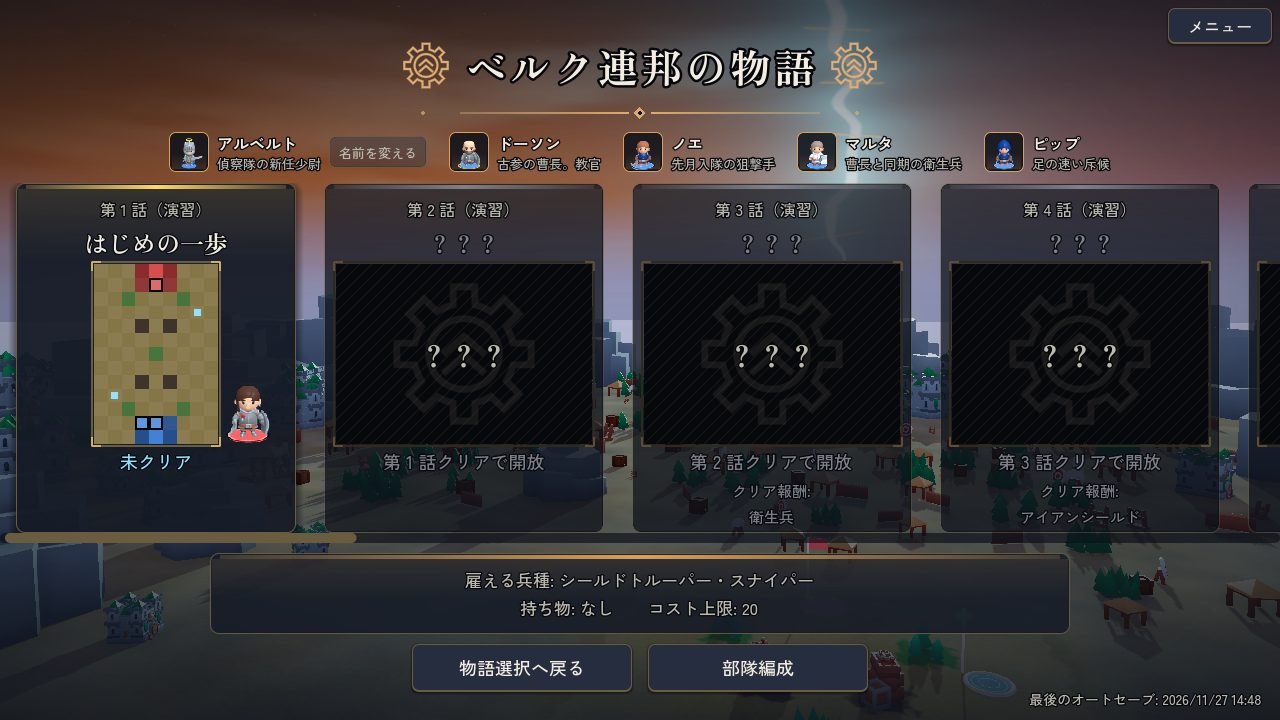 メニュー
ベルク連邦の物語
アルベルト
偵察隊の新任少尉
名前を変える
ドーソン
古参の曹長。教官
ノエ
先月入隊の狙撃手
マルタ
曹長と同期の衛生兵
ピップ
足の速い斥候
第1話（演習）
はじめの一歩
未クリア
第2話（演習）
? ? ?
? ? ?
第1話クリアで開放
第3話（演習）
? ? ?
? ? ?
第2話クリアで開放
クリア報酬:
衛生兵
第4話（演習）
? ? ?
? ? ?
第3話クリアで開放
クリア報酬:
アイアンシールド
雇える兵種: シールドトルーパー・スナイパー
持ち物: なし　コスト上限: 20
物語選択へ戻る
部隊編成
最後のオートセーブ: 2026/11/27 14:48